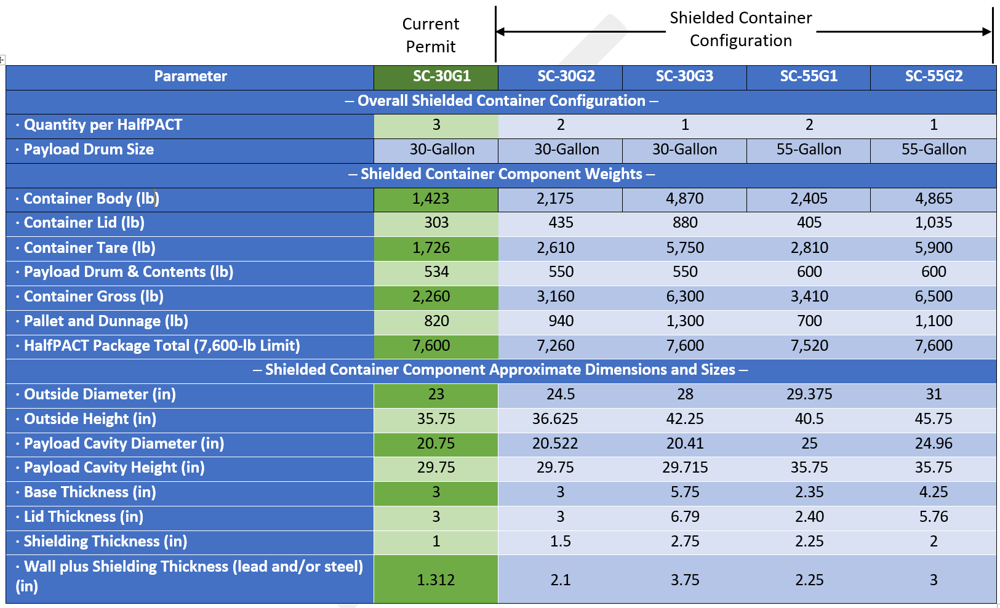 Current
Permit
Shielded Container
Configuration
Parameter SC-30G1 SC-30G2 SC-30G3 SC-55G1 SC-55G2
– Overall Shielded Container Configuration –
· Quantity per HalfPACT 3 2 1 2 1
· Payload Drum Size 30-Gallon 30-Gallon 30-Gallon 55-Gallon 55-Gallon
– Shielded Container Component Weights –
· Container Body (lb) 1,423 2,175 4,870 2,405 4,865
· Container Lid (lb) 303 435 880 405 1,035
· Container Tare (lb) 1,726 2,610 5,750 2,810 5,900
· Payload Drum & Contents (lb) 534 550 550 600 600
· Container Gross (lb) 2,260 3,160 6,300 3,410 6,500
· Pallet and Dunnage (lb) 820 940 1,300 700 1,100
· HalfPACT Package Total (7,600-lb Limit) 7,600 7,260 7,600 7,520 7,600
– Shielded Container Component Approximate Dimensions and Sizes –
· Outside Diameter (in) 23 24.5 28 29.375 31
· Outside Height (in) 35.75 36.625 42.25 40.5 45.75
· Payload Cavity Diameter (in) 20.75 20.522 20.41 25 24.96
· Payload Cavity Height (in) 29.75 29.75 29.715 35.75 35.75
· Base Thickness (in) 3 3 5.75 2.35 4.25
· Lid Thickness (in) 3 3 6.79 2.40 5.76
· Shielding Thickness (in) 1 1.5 2.75 2.25 2
· Wall plus Shielding Thickness (lead and/or steel)
(in) 1.312 2.1 3.75 2.25 3